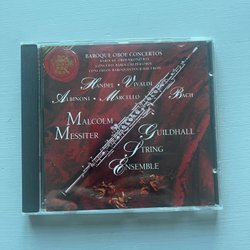 BAROQUE OBOE CONCERTOS
HANDEL · VIVALDI
ALBINONI · MARCELLO · BACH
MALCOLM
MESSITER
GUILDHALL
STRING
ENSEMBLE